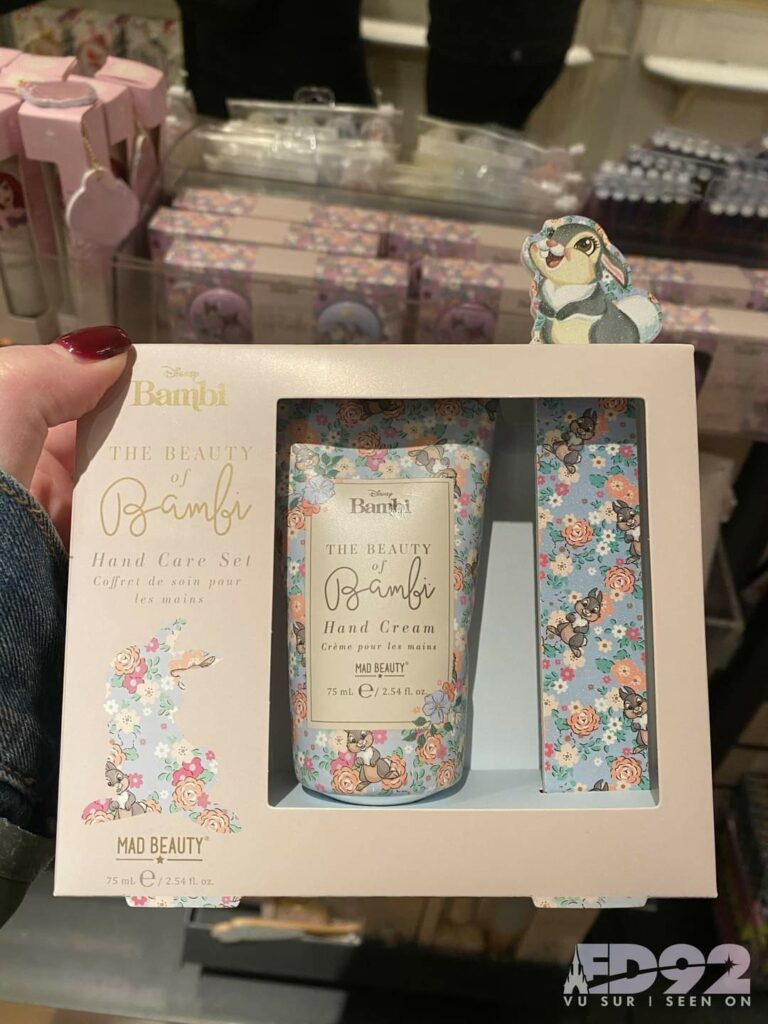 Disney
Bambi
THE BEAUTY
of
Bambi
Hand Care Set
Coffret de soin pour
les mains
MAD BEAUTY®
75 mL e / 2.54 fl. oz.
Disney
Bambi
THE BEAUTY
of
Bambi
Hand Cream
Crème pour les mains
MAD BEAUTY®
75 mL e / 2.54 fl. oz.
ED92
VU SUR | SEEN ON